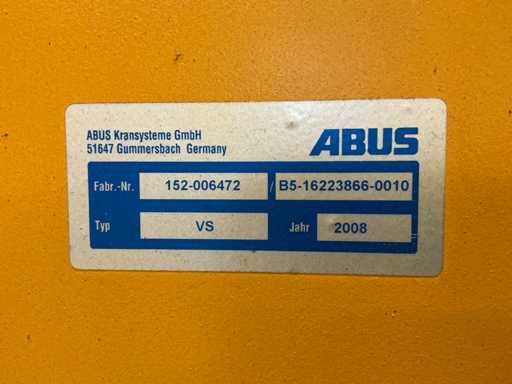 ABUS Kransysteme GmbH
51647 Gummersbach Germany
ABUS
Fabr.-Nr. 152-006472 / B5-16223866-0010
Typ VS Jahr 2008